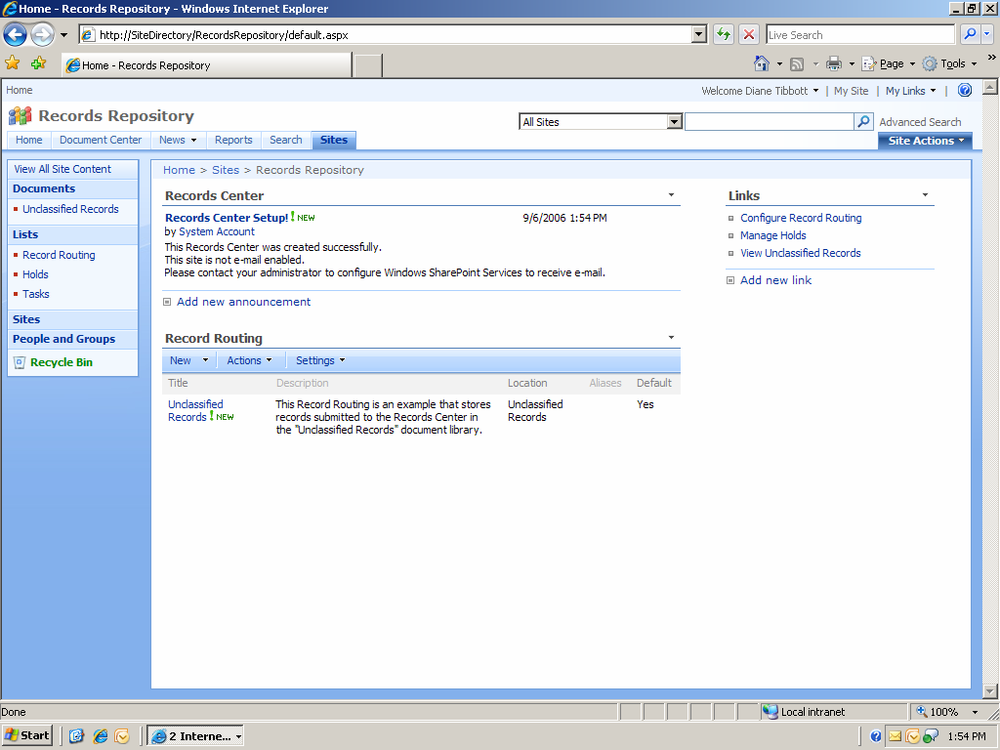 Home - Records Repository - Windows Internet Explorer
http://SiteDirectory/RecordsRepository/default.aspx
Live Search
Home - Records Repository
Page
Tools
Home
Welcome Diane Tibbott | My Site | My Links
Records Repository
All Sites
Advanced Search
Home Document Center News Reports Search Sites
Site Actions
View All Site Content
Documents
Unclassified Records
Lists
Record Routing
Holds
Tasks
Sites
People and Groups
Recycle Bin
Home > Sites > Records Repository
Records Center
Records Center Setup! NEW 9/6/2006 1:54 PM
by System Account
This Records Center was created successfully.
This site is not e-mail enabled.
Please contact your administrator to configure Windows SharePoint Services to receive e-mail.
Add new announcement
Record Routing
New Actions Settings
Title Description Location Aliases Default
Unclassified Records ! NEW
This Record Routing is an example that stores
records submitted to the Records Center in
the "Unclassified Records" document library.
Unclassified
Records
Yes
Links
Configure Record Routing
Manage Holds
View Unclassified Records
Add new link
Done
Local intranet
100%
Start
2 Interne...
1:54 PM